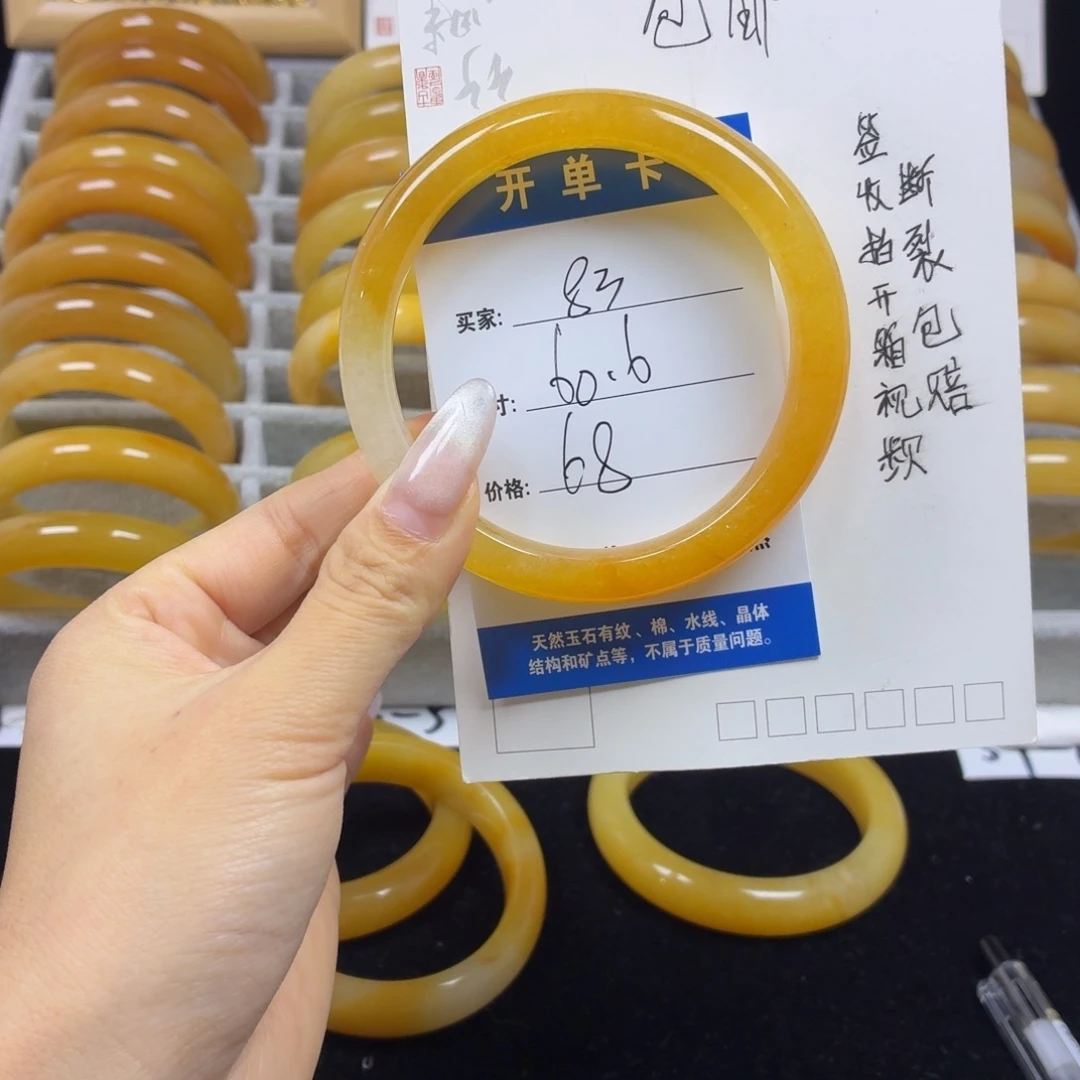 开单卡
买家: 83
寸: 60.6
价格: 68
天然玉石有纹、棉、水线、晶体
结构和矿点等，不属于质量问题。
断裂包赔
签收拍开箱视频